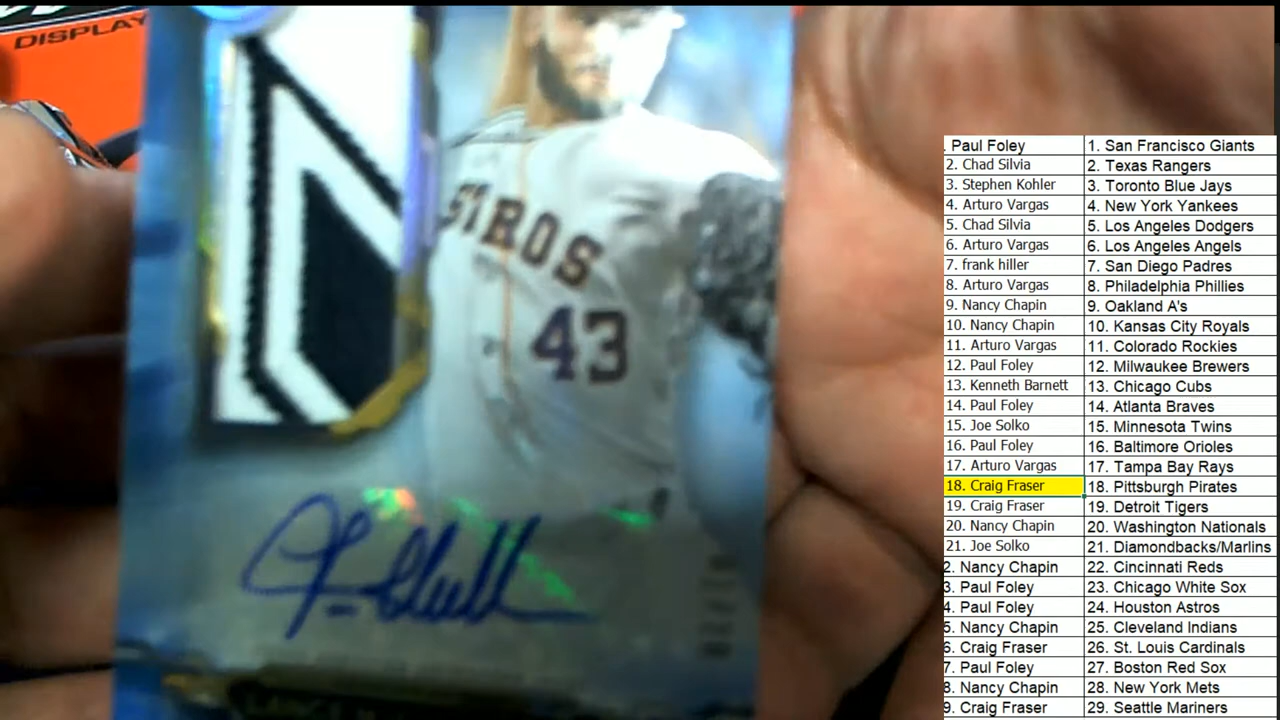 DISPLAY
STROS
43
. Paul Foley 1. San Francisco Giants
2. Chad Silvia 2. Texas Rangers
3. Stephen Kohler 3. Toronto Blue Jays
4. Arturo Vargas 4. New York Yankees
5. Chad Silvia 5. Los Angeles Dodgers
6. Arturo Vargas 6. Los Angeles Angels
7. frank hiller 7. San Diego Padres
8. Arturo Vargas 8. Philadelphia Phillies
9. Nancy Chapin 9. Oakland A's
10. Nancy Chapin 10. Kansas City Royals
11. Arturo Vargas 11. Colorado Rockies
12. Paul Foley 12. Milwaukee Brewers
13. Kenneth Barnett 13. Chicago Cubs
14. Paul Foley 14. Atlanta Braves
15. Joe Solko 15. Minnesota Twins
16. Paul Foley 16. Baltimore Orioles
17. Arturo Vargas 17. Tampa Bay Rays
18. Craig Fraser 18. Pittsburgh Pirates
19. Craig Fraser 19. Detroit Tigers
20. Nancy Chapin 20. Washington Nationals
21. Joe Solko 21. Diamondbacks/Marlins
2. Nancy Chapin 22. Cincinnati Reds
3. Paul Foley 23. Chicago White Sox
4. Paul Foley 24. Houston Astros
5. Nancy Chapin 25. Cleveland Indians
6. Craig Fraser 26. St. Louis Cardinals
7. Paul Foley 27. Boston Red Sox
8. Nancy Chapin 28. New York Mets
9. Craig Fraser 29. Seattle Mariners